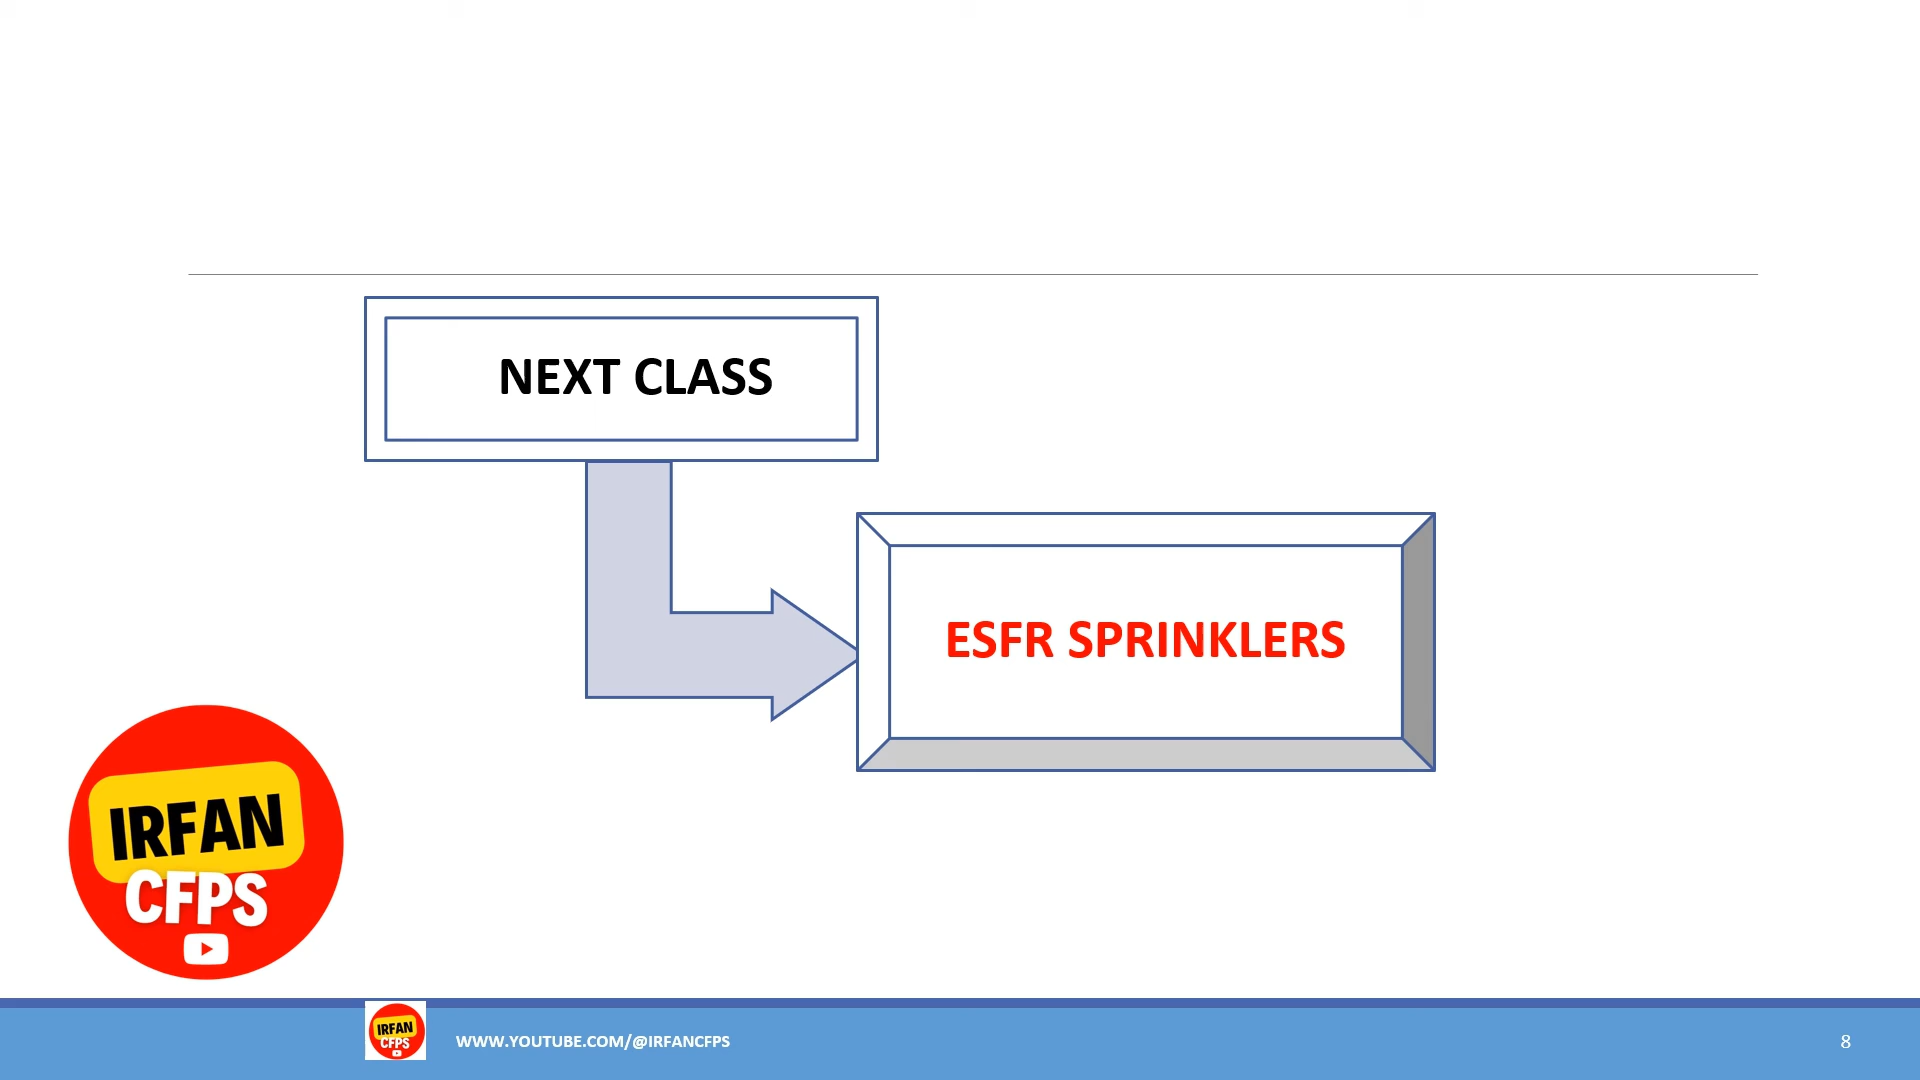 NEXT CLASS
ESFR SPRINKLERS
IRFAN
CFPS
IRFAN
CFPS
WWW.YOUTUBE.COM/@IRFANCFPS
8